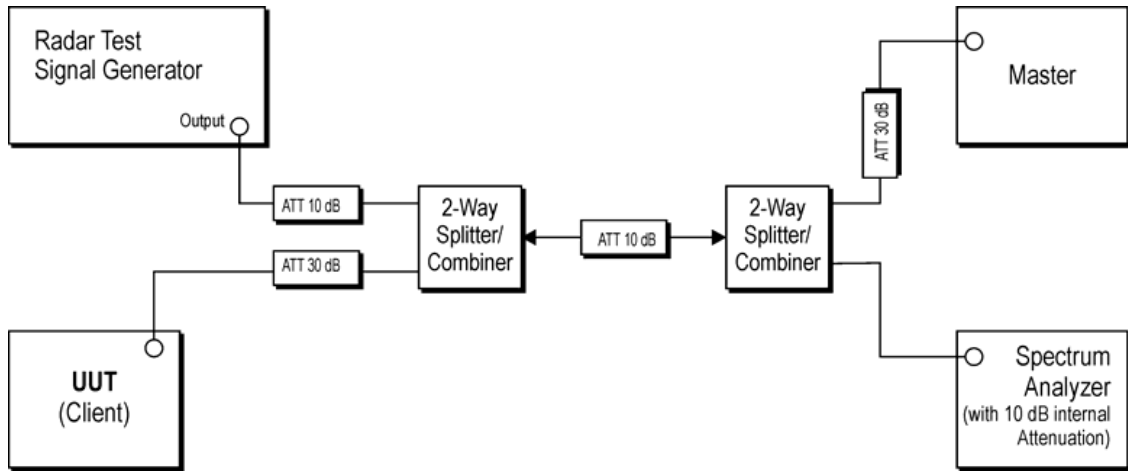 Radar Test
Signal Generator
Output
ATT 10 dB
ATT 30 dB
2-Way
Splitter/
Combiner
ATT 10 dB
2-Way
Splitter/
Combiner
ATT 30 dB
Master
UUT
(Client)
Spectrum
Analyzer
(with 10 dB internal
Attenuation)